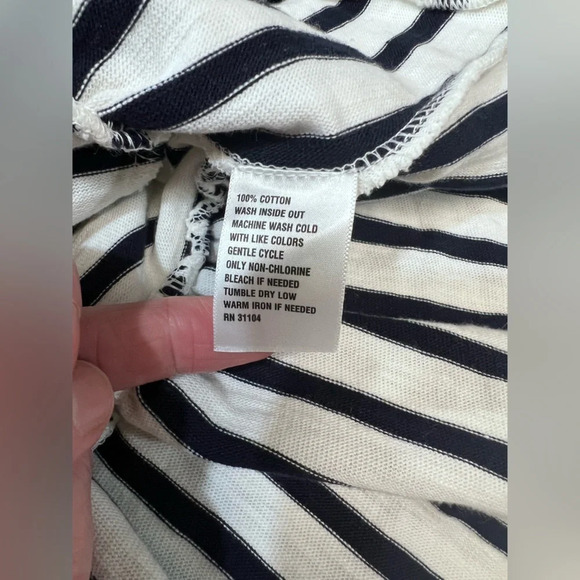 100% COTTON
WASH INSIDE OUT
MACHINE WASH COLD
WITH LIKE COLORS
GENTLE CYCLE
ONLY NON-CHLORINE
BLEACH IF NEEDED
TUMBLE DRY LOW
WARM IRON IF NEEDED
RN 31104